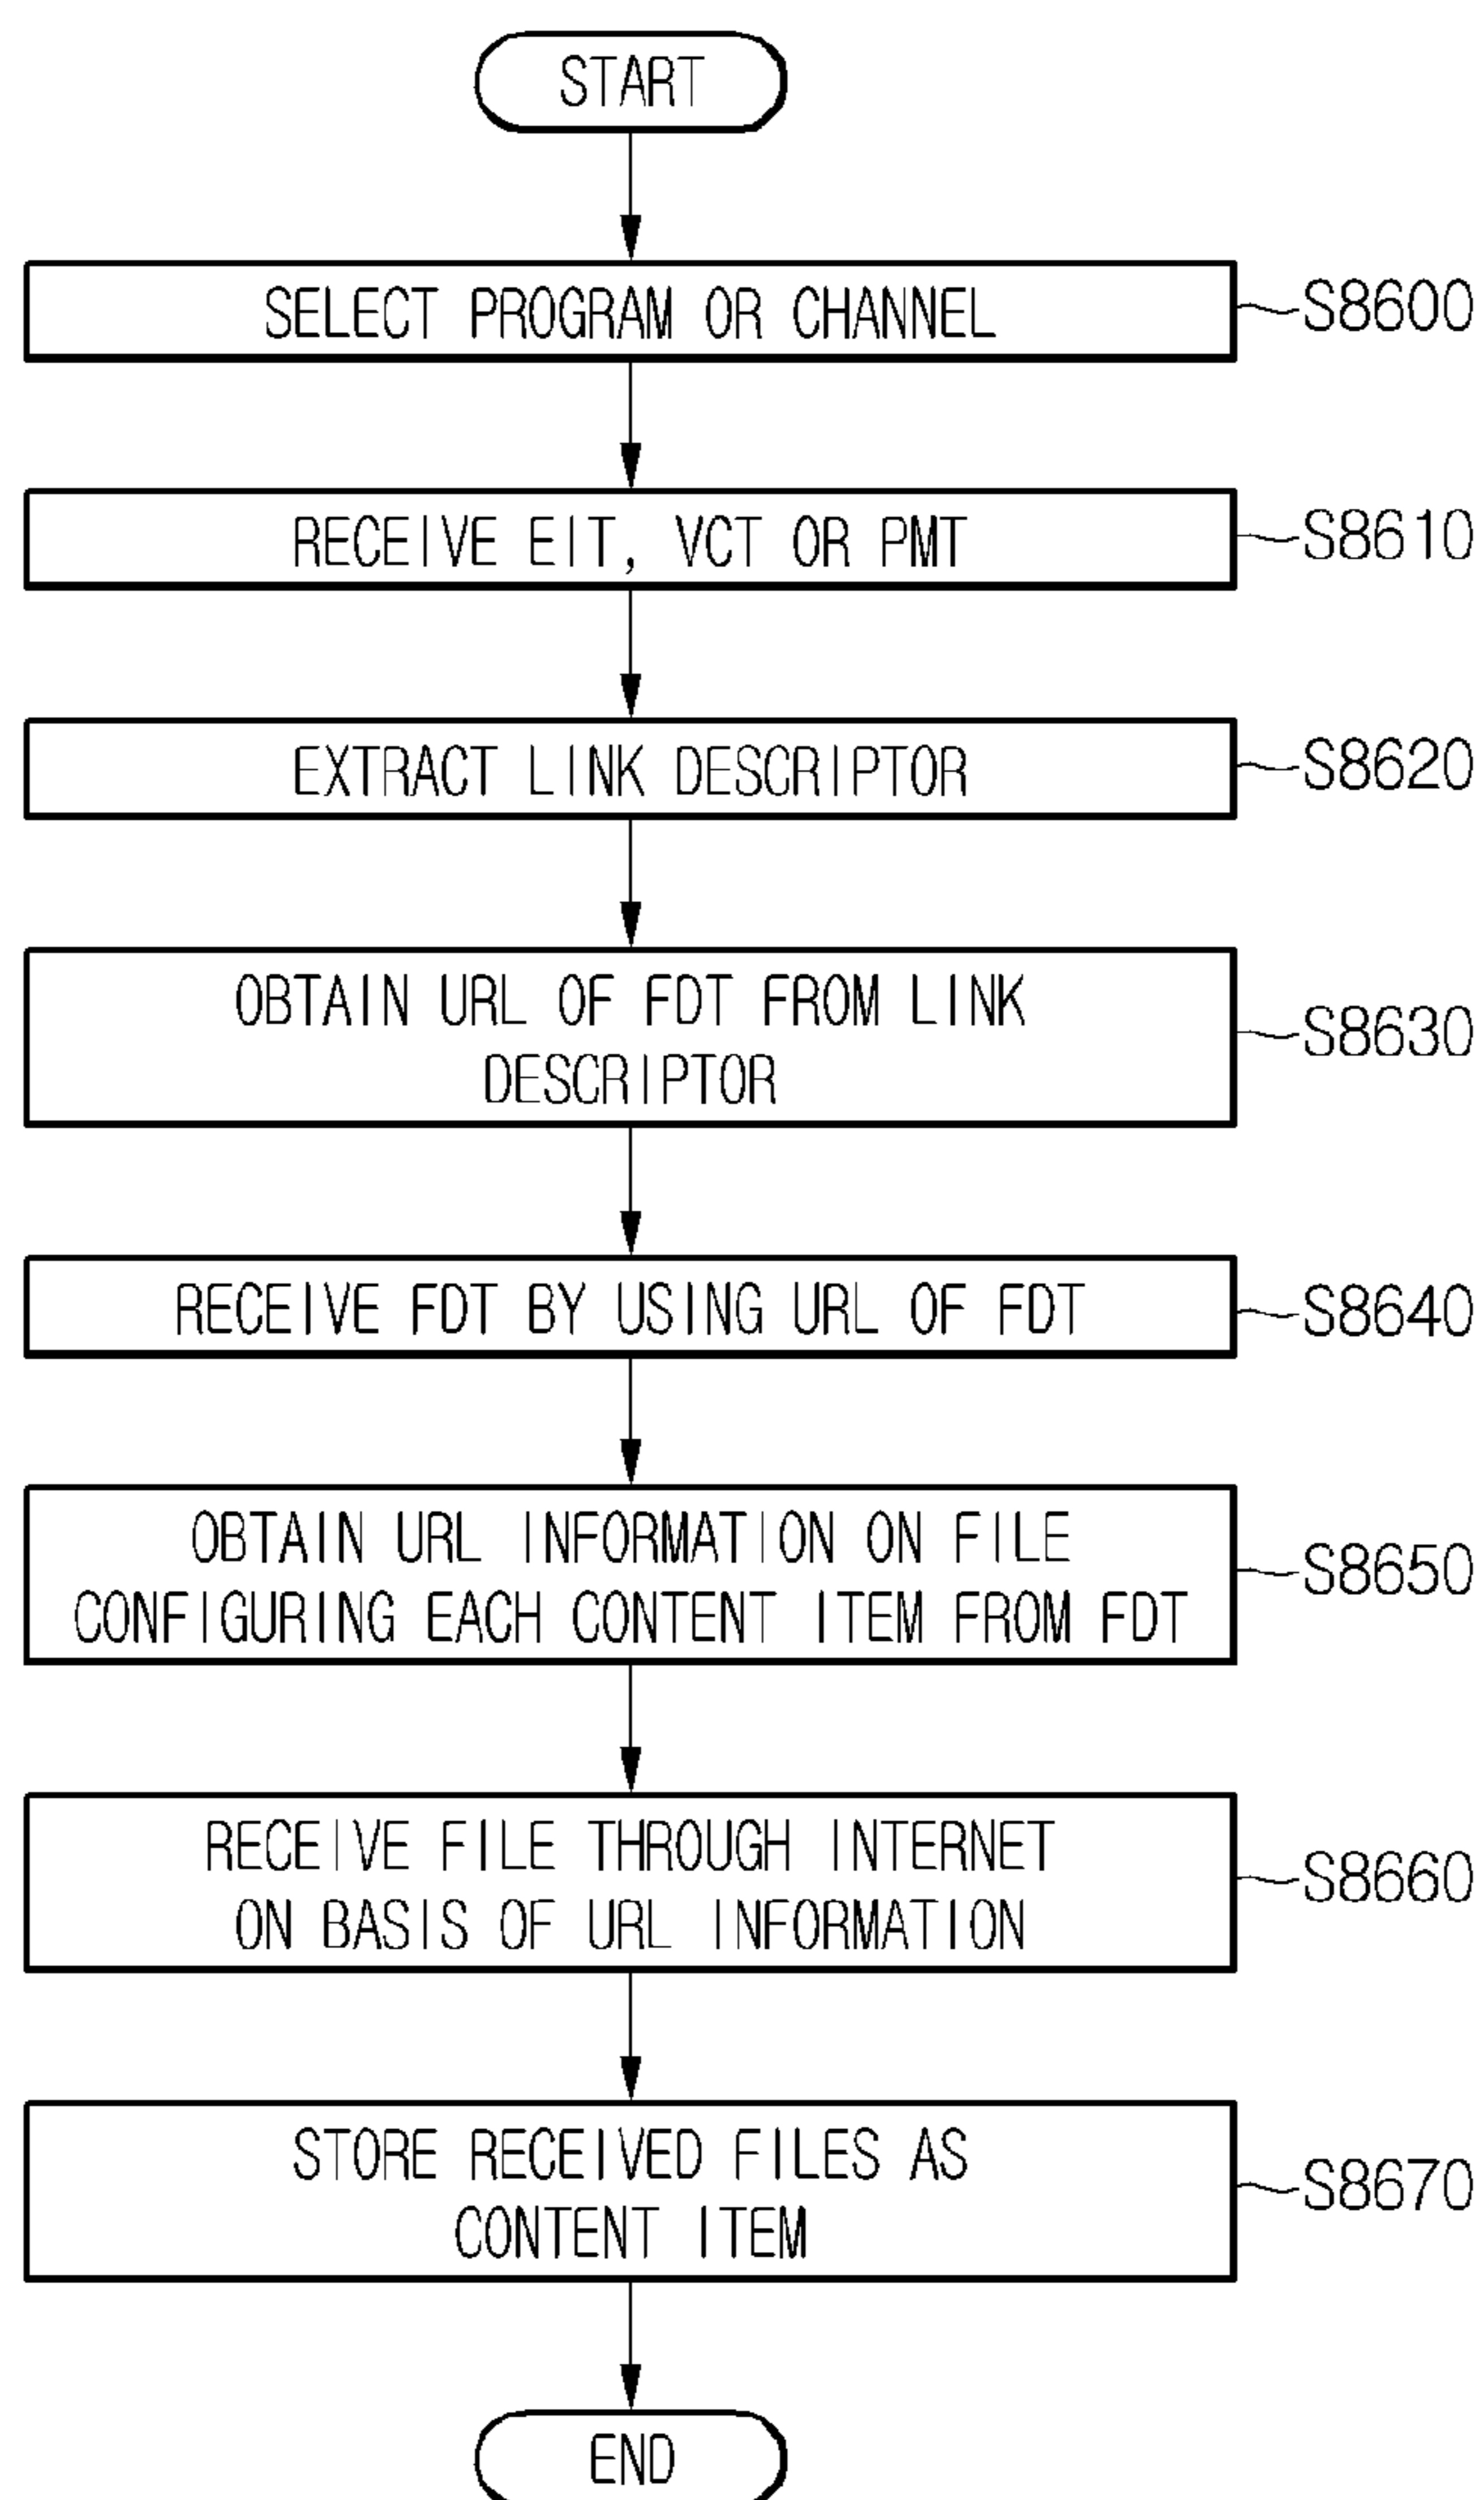 START
SELECT PROGRAM OR CHANNEL
S8600
RECEIVE EIT, VCT OR PMT
S8610
EXTRACT LINK DESCRIPTOR
S8620
OBTAIN URL OF FDT FROM LINK
DESCRIPTOR
S8630
RECEIVE FDT BY USING URL OF FDT
S8640
OBTAIN URL INFORMATION ON FILE
CONFIGURING EACH CONTENT ITEM FROM FDT
S8650
RECEIVE FILE THROUGH INTERNET
ON BASIS OF URL INFORMATION
S8660
STORE RECEIVED FILES AS
CONTENT ITEM
S8670
END